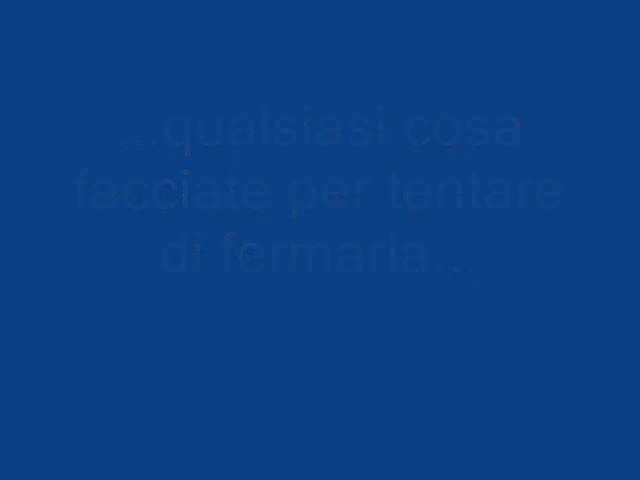 ...qualsiasi cosa
facciate per tentare
di fermarla...